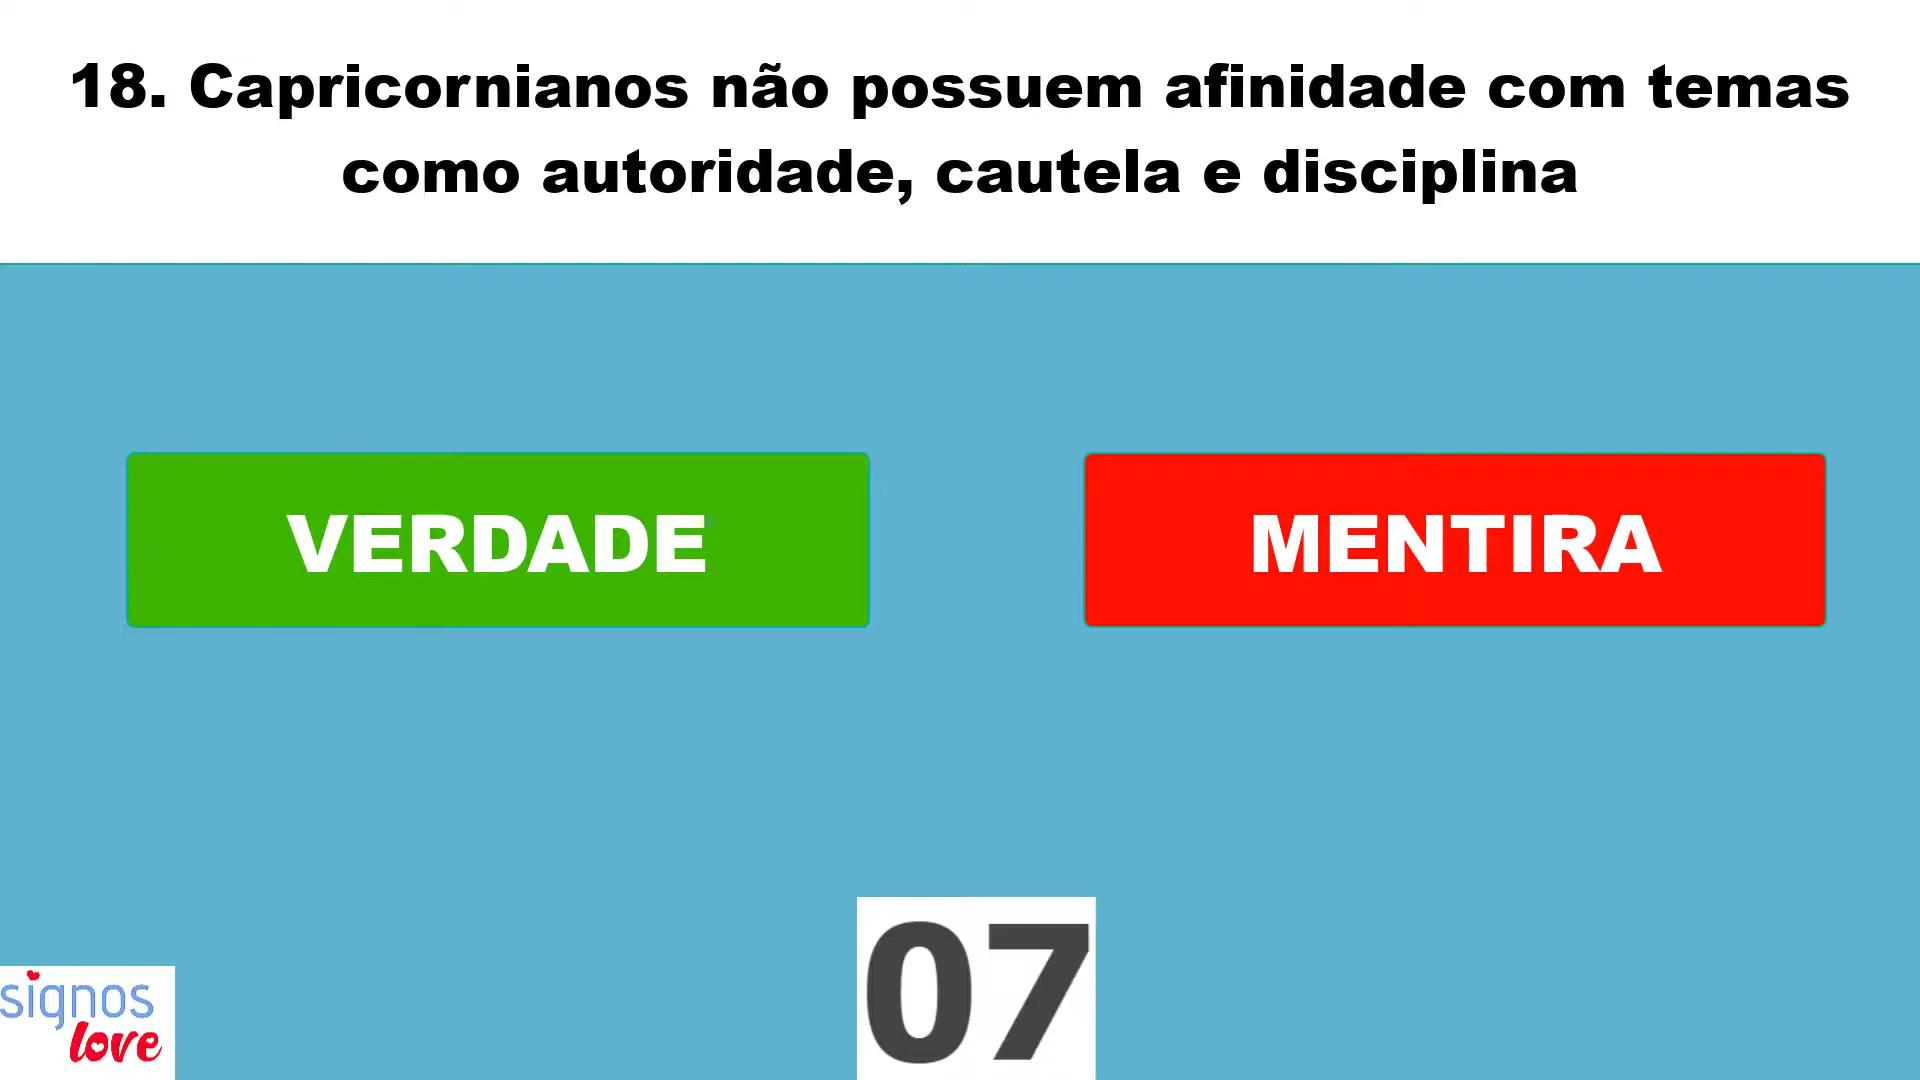 18. Capricornianos não possuem afinidade com temas
como autoridade, cautela e disciplina
VERDADE
MENTIRA
07
signos
love